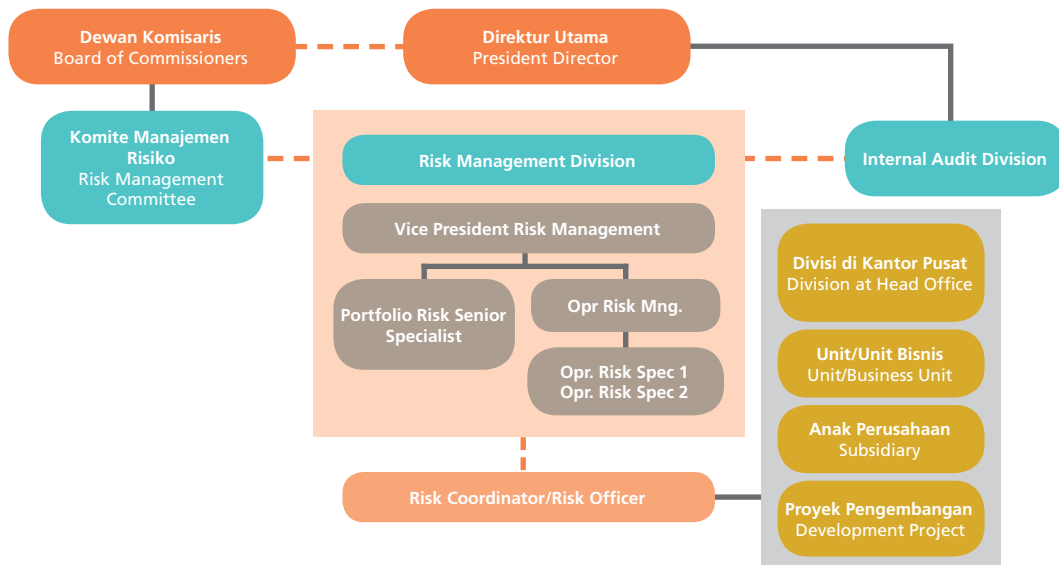 Dewan Komisaris
Board of Commissioners
Direktur Utama
President Director
Komite Manajemen
Risiko
Risk Management
Committee
Risk Management Division
Internal Audit Division
Vice President Risk Management
Portfolio Risk Senior
Specialist
Opr Risk Mng.
Opr. Risk Spec 1
Opr. Risk Spec 2
Risk Coordinator/Risk Officer
Divisi di Kantor Pusat
Division at Head Office
Unit/Unit Bisnis
Unit/Business Unit
Anak Perusahaan
Subsidiary
Proyek Pengembangan
Development Project